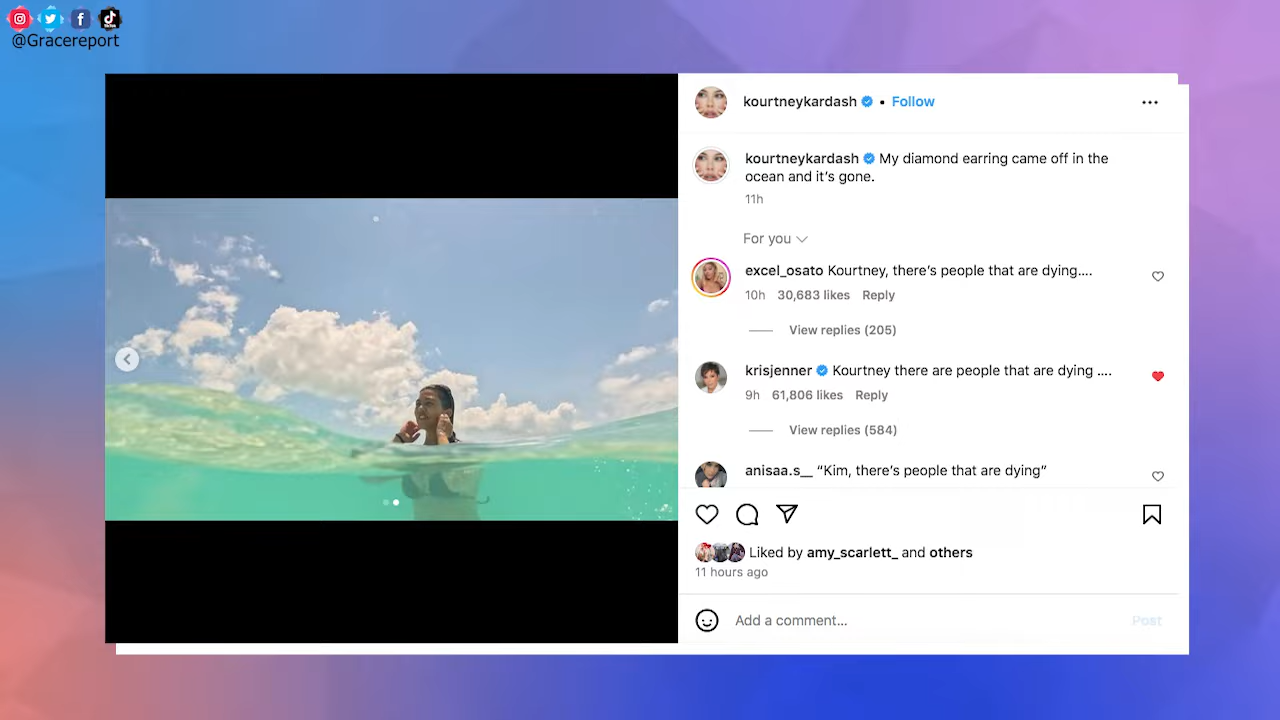 @Gracereport
kourtneykardash • Follow
kourtneykardash My diamond earring came off in the
ocean and it’s gone.
11h
For you
excel_osato Kourtney, there’s people that are dying....
10h 30,683 likes Reply
View replies (205)
krisjenner Kourtney there are people that are dying ....
9h 61,806 likes Reply
View replies (584)
anisaa.s__ “Kim, there’s people that are dying”
Liked by amy_scarlett_ and others
11 hours ago
Add a comment...
Post